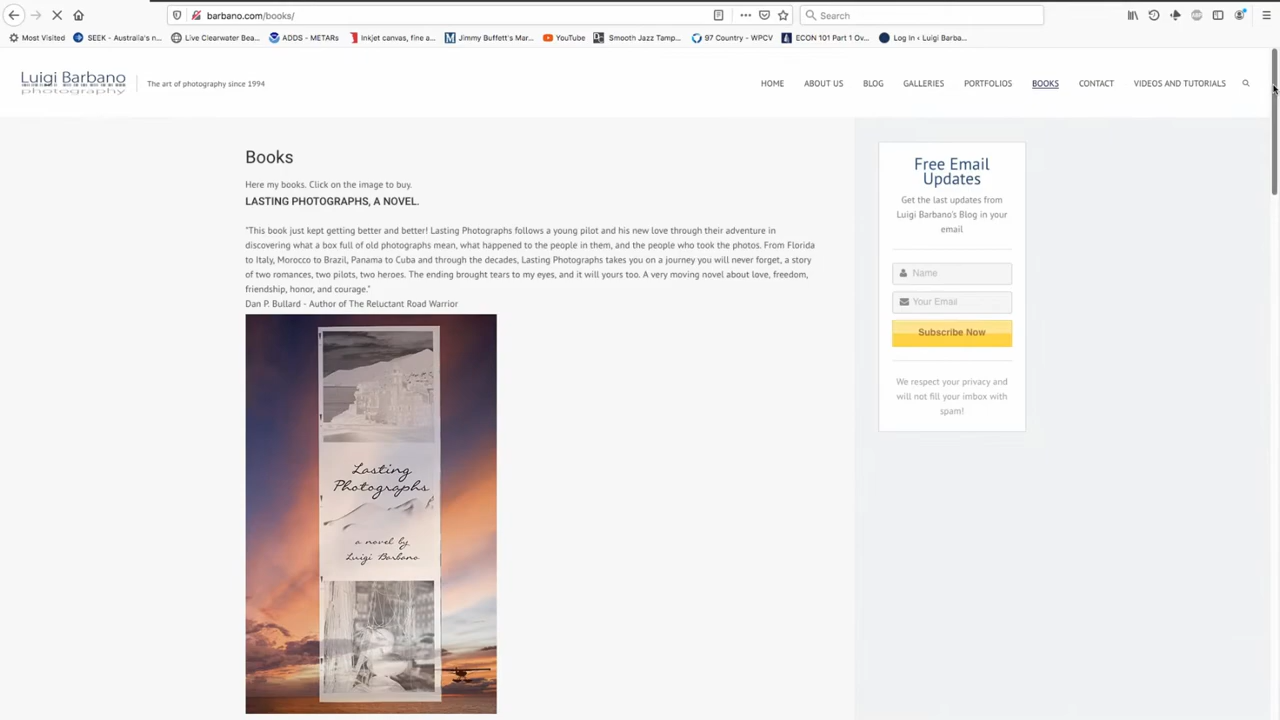 barbano.com/books/
Search
Most Visited
SEEK - Australia's n...
Live Clearwater Bea...
ADDS - METARs
Inkjet canvas, fine a...
Jimmy Buffett's Mar...
YouTube
Smooth Jazz Tamp...
97 Country - WPCV
ECON 101 Part 1 Ov...
Log In ‹ Luigi Barba...
Luigi Barbano
photography
The art of photography since 1994
HOME
ABOUT US
BLOG
GALLERIES
PORTFOLIOS
BOOKS
CONTACT
VIDEOS AND TUTORIALS
Books
Here my books. Click on the image to buy.
LASTING PHOTOGRAPHS, A NOVEL.
"This book just kept getting better and better! Lasting Photographs follows a young pilot and his new love through their adventure in
discovering what a box full of old photographs mean, what happened to the people in them, and the people who took the photos. From Florida
to Italy, Morocco to Brazil, Panama to Cuba and through the decades, Lasting Photographs takes you on a journey you will never forget, a story
of two romances, two pilots, two heroes. The ending brought tears to my eyes, and it will yours too. A very moving novel about love, freedom,
friendship, honor, and courage."
Dan P. Bullard - Author of The Reluctant Road Warrior
Lasting
Photographs
a novel by
Luigi Barbano
Free Email
Updates
Get the last updates from
Luigi Barbano's Blog in your
email
Name
Your Email
Subscribe Now
We respect your privacy and
will not fill your imbox with
spam!